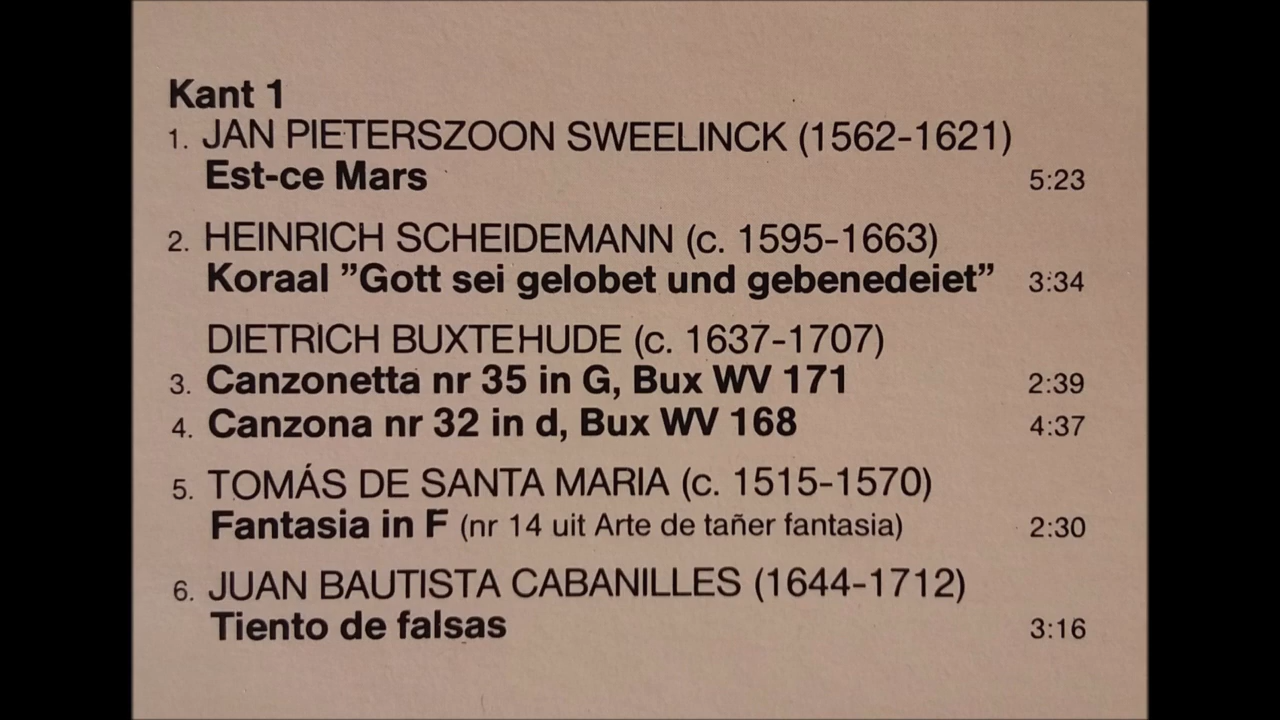 Kant 1
1. JAN PIETERSZOON SWEELINCK (1562-1621)
Est-ce Mars 5:23
2. HEINRICH SCHEIDEMANN (c. 1595-1663)
Koraal ”Gott sei gelobet und gebenedeiet” 3:34
DIETRICH BUXTEHUDE (c. 1637-1707)
3. Canzonetta nr 35 in G, Bux WV 171 2:39
4. Canzona nr 32 in d, Bux WV 168 4:37
5. TOMÁS DE SANTA MARIA (c. 1515-1570)
Fantasia in F (nr 14 uit Arte de tañer fantasia) 2:30
6. JUAN BAUTISTA CABANILLES (1644-1712)
Tiento de falsas 3:16